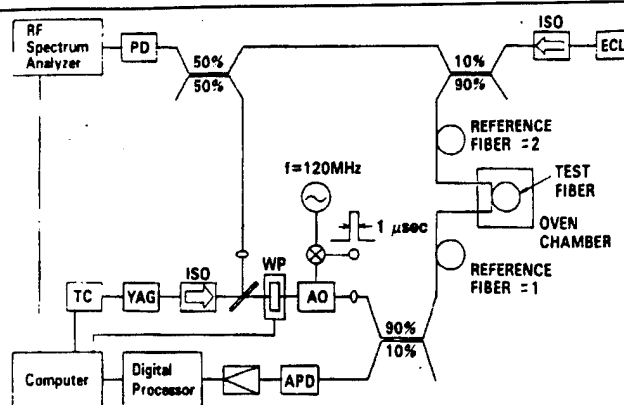 RF
Spectrum
Analyzer
PD
50%
50%
10%
90%
ISO
ECL
REFERENCE
FIBER =2
TEST
FIBER
OVEN
CHAMBER
f=120MHz
1 μsec
REFERENCE
FIBER =1
TC
YAG
ISO
WP
AO
90%
10%
Computer
Digital
Processor
APD